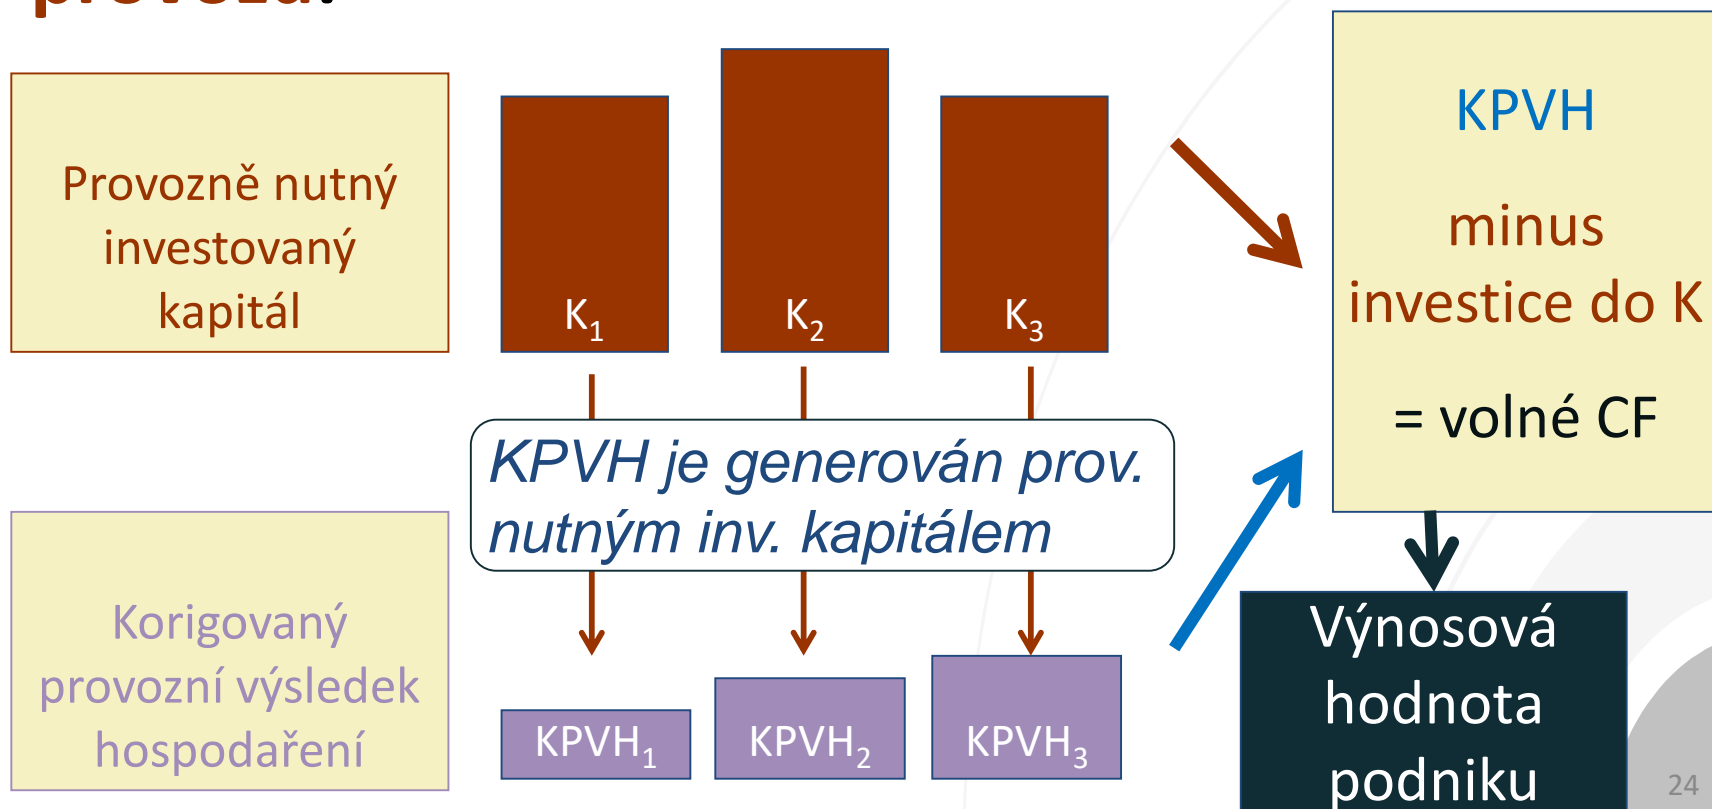 Provozně nutný
investovaný
kapitál
K1
K2
K3
KPVH je generován prov.
nutným inv. kapitálem
Korigovaný
provozní výsledek
hospodaření
KPVH1
KPVH2
KPVH3
KPVH
minus
investice do K
= volné CF
Výnosová
hodnota
podniku
24